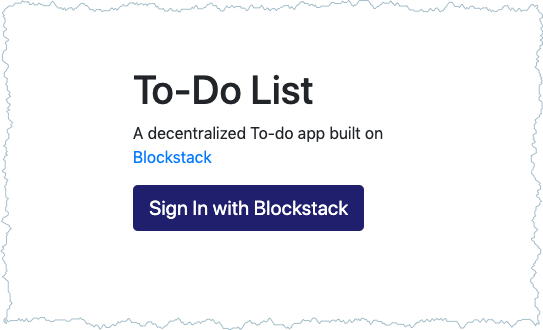 To-Do List
A decentralized To-do app built on
Blockstack
Sign In with Blockstack